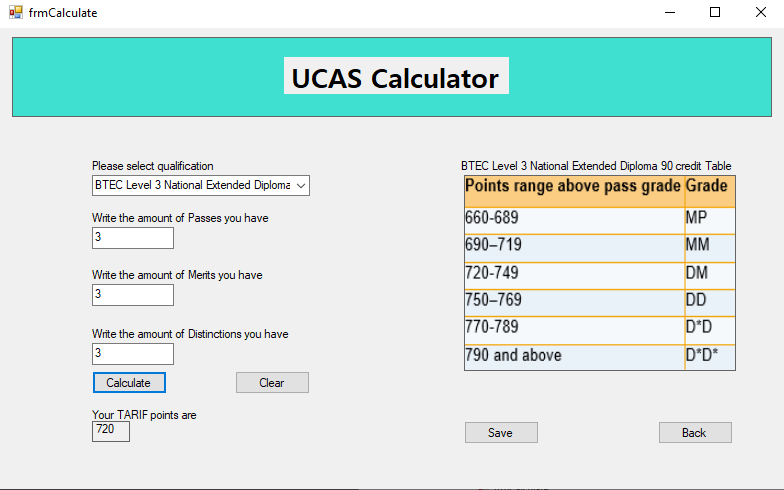 frmCalculate
UCAS Calculator
Please select qualification
BTEC Level 3 National Extended Diploma
Write the amount of Passes you have
3
Write the amount of Merits you have
3
Write the amount of Distinctions you have
3
Calculate
Clear
Your TARIF points are
720
BTEC Level 3 National Extended Diploma 90 credit Table
Points range above pass grade Grade
660-689 MP
690–719 MM
720-749 DM
750–769 DD
770-789 D*D
790 and above D*D*
Save
Back